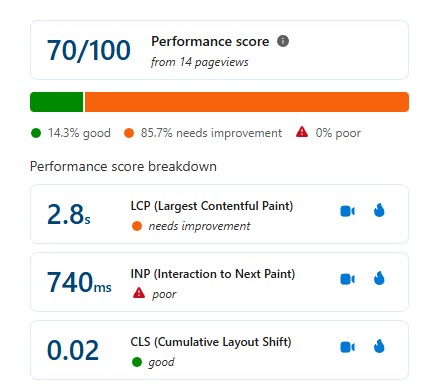 70/100 Performance score
from 14 pageviews
14.3% good 85.7% needs improvement 0% poor
Performance score breakdown
2.8s LCP (Largest Contentful Paint)
needs improvement
740ms INP (Interaction to Next Paint)
poor
0.02 CLS (Cumulative Layout Shift)
good